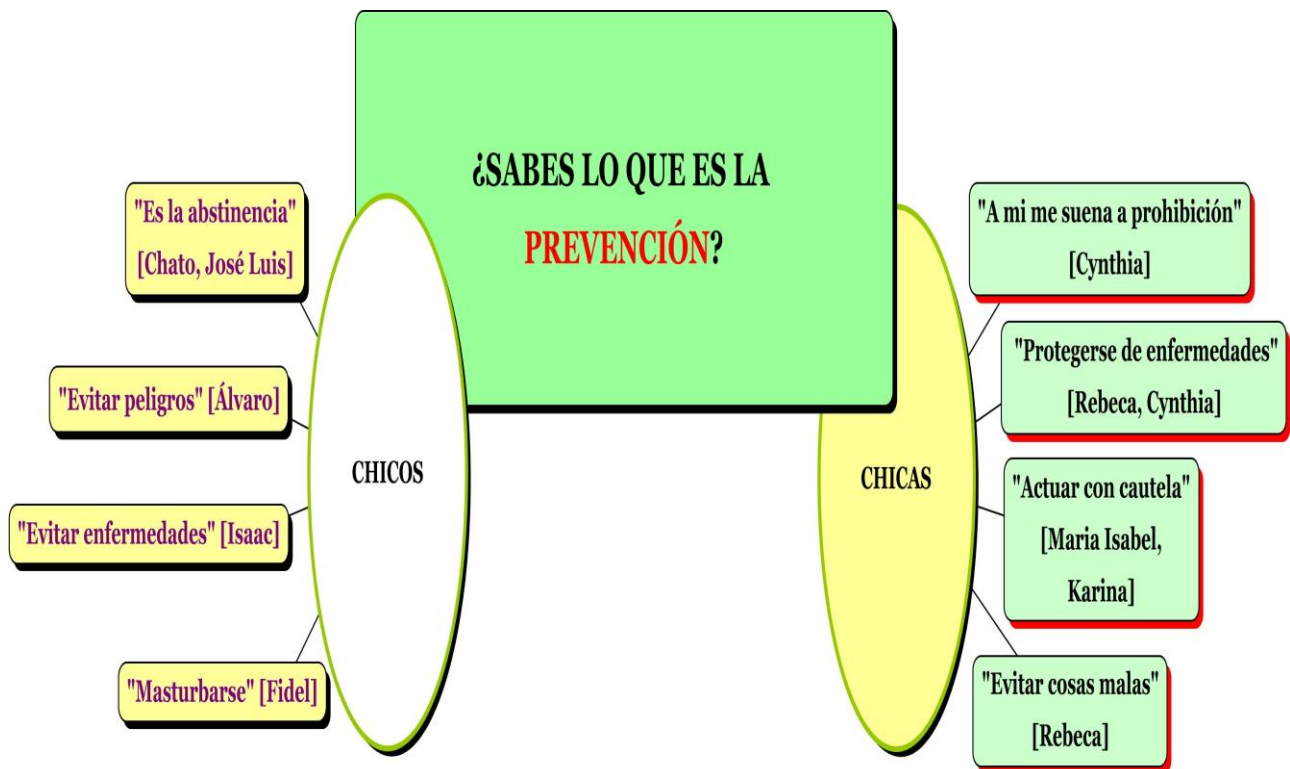 ¿SABES LO QUE ES LA
PREVENCIÓN?
CHICOS
"Es la abstinencia"
[Chato, José Luis]
"Evitar peligros" [Álvaro]
"Evitar enfermedades" [Isaac]
"Masturbarse" [Fidel]
CHICAS
"A mi me suena a prohibición"
[Cynthia]
"Protegerse de enfermedades"
[Rebeca, Cynthia]
"Actuar con cautela"
[Maria Isabel,
Karina]
"Evitar cosas malas"
[Rebeca]